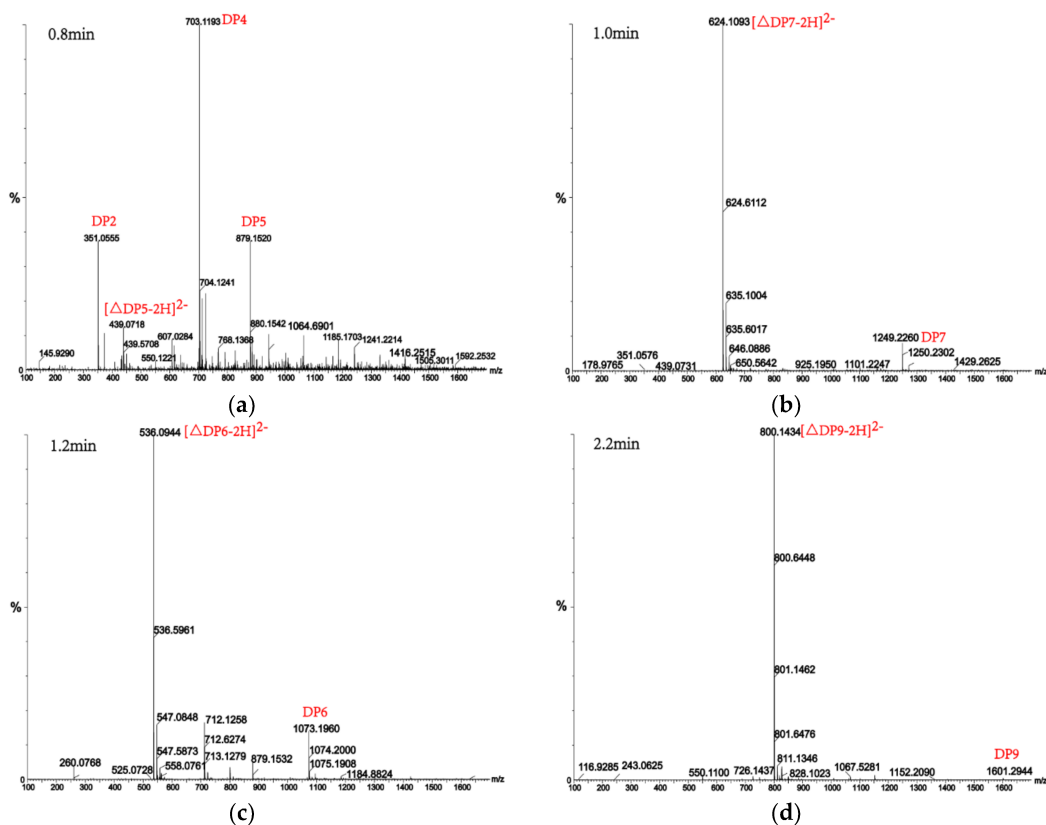 703.1193 DP4
0.8min
DP2
351.0555
DP5
879.1520
%
704.1241
[△DP5-2H]2-
439.0718
439.5708
607.0284
550.1221
768.1368
880.1542
1064.6901
1185.1703
1241.2214
1416.2515
1505.3011
1592.2532
145.9290
100 200 300 400 500 600 700 800 900 1000 1100 1200 1300 1400 1500 1600 m/z
(a)
624.1093 [△DP7-2H]2-
1.0min
%
624.6112
635.1004
635.6017
646.0886
650.5642
351.0576
178.9765
439.0731
925.1950
1101.2247
1249.2260 DP7
1250.2302
1429.2625
100 200 300 400 500 600 700 800 900 1000 1100 1200 1300 1400 1500 1600 m/z
(b)
536.0944 [△DP6-2H]2-
1.2min
%
536.5961
547.0848
547.5873
558.0761
260.0768
525.0728
712.1258
712.6274
713.1279
879.1532
DP6
1073.1960
1074.2000
1075.1908
1184.8824
100 200 300 400 500 600 700 800 900 1000 1100 1200 1300 1400 1500 1600 m/z
(c)
800.1434 [△DP9-2H]2-
2.2min
%
800.6448
801.1462
801.6476
811.1346
828.1023
116.9285
243.0625
550.1100
726.1437
1067.5281
1152.2090
DP9
1601.2944
100 200 300 400 500 600 700 800 900 1000 1100 1200 1300 1400 1500 1600 m/z
(d)